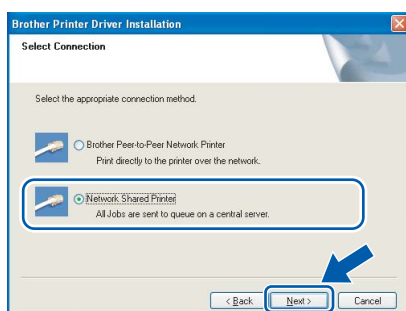 Brother Printer Driver Installation
Select Connection
Select the appropriate connection method.
Brother Peer-to-Peer Network Printer
Print directly to the printer over the network.
Network Shared Printer
All Jobs are sent to queue on a central server.
< Back Next > Cancel